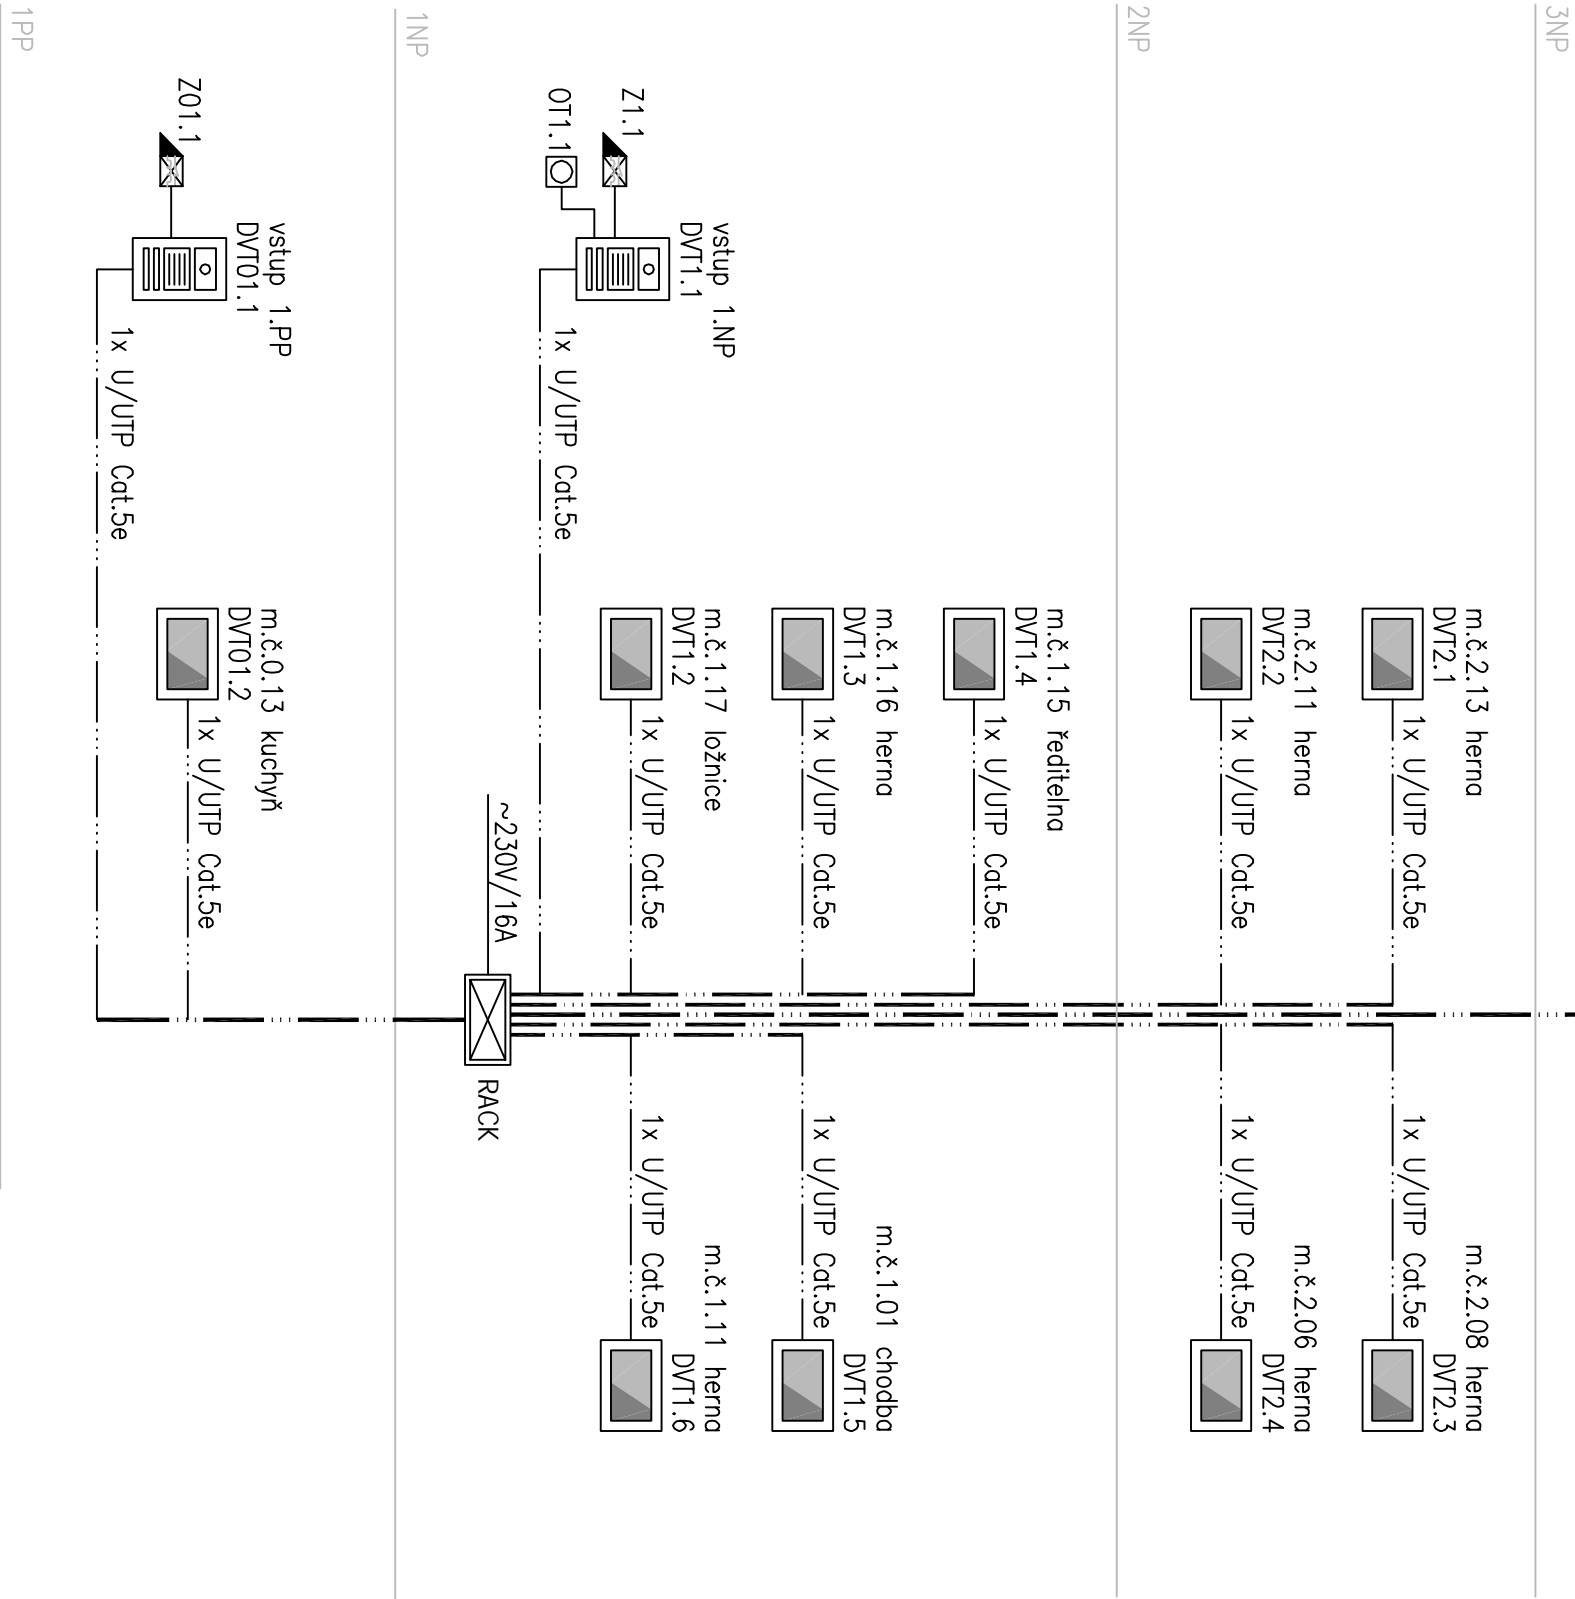 3NP
m.č.2.13 herna
DVT2.1
1x U/UTP Cat.5e
m.č.2.08 herna
DVT2.3
1x U/UTP Cat.5e
m.č.2.11 herna
DVT2.2
1x U/UTP Cat.5e
m.č.2.06 herna
DVT2.4
1x U/UTP Cat.5e
2NP
m.č.1.15 ředitelna
DVT1.4
1x U/UTP Cat.5e
m.č.1.16 herna
DVT1.3
1x U/UTP Cat.5e
m.č.1.01 chodba
DVT1.5
1x U/UTP Cat.5e
vstup 1.NP
DVT1.1
Z1.1
OT1.1
1x U/UTP Cat.5e
m.č.1.17 ložnice
DVT1.2
1x U/UTP Cat.5e
m.č.1.11 herna
DVT1.6
1x U/UTP Cat.5e
~230V/16A
RACK
1NP
vstup 1.PP
DVT01.1
Z01.1
1x U/UTP Cat.5e
m.č.0.13 kuchyň
DVT01.2
1x U/UTP Cat.5e
1PP